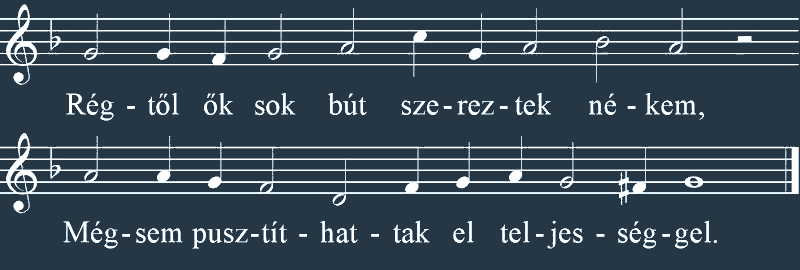 Rég - től ők sok bút sze - rez - tek né - kem,
Még - sem pusz - tít - hat - tak el tel - jes - ség - gel.